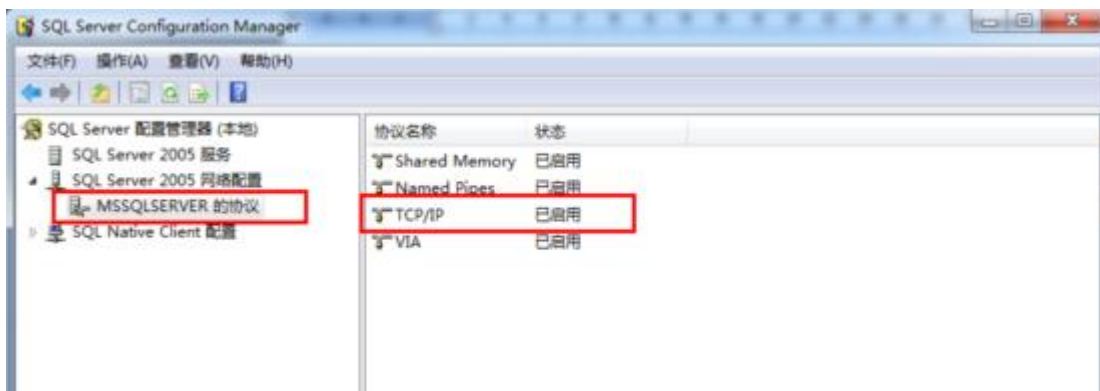 SQL Server Configuration Manager
文件(F) 操作(A) 查看(V) 帮助(H)
SQL Server 配置管理器 (本地)
SQL Server 2005 服务
SQL Server 2005 网络配置
MSSQLSERVER 的协议
SQL Native Client 配置
协议名称 状态
Shared Memory 已启用
Named Pipes 已启用
TCP/IP 已启用
VIA 已启用